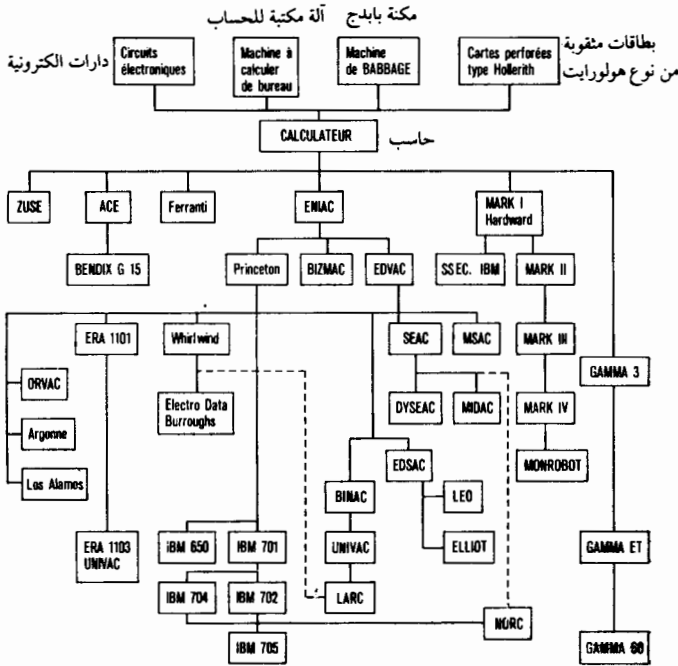 مكنة بابدج
آلة مكتبة للحساب
بطاقات مثقوبة
من نوع هولورايت
دارات الكترونية
Circuits
électroniques
Machine à
calculer
de bureau
Machine
de BABBAGE
Cartes perforées
type Hollerith
CALCULATEUR
حاسب
ZUSE
ACE
Ferranti
ENIAC
MARK I
Hardward
BENDIX G 15
Princeton
BIZMAC
EDVAC
SSEC. IBM
MARK II
ERA 1101
Whirlwind
SEAC
MSAC
MARK III
GAMMA 3
ORVAC
Electro Data
Burroughs
DYSEAC
MIDAC
MARK IV
Argonne
EDSAC
MONROBOT
Los Alames
BINAC
LEO
ERA 1103
UNIVAC
IBM 650
IBM 701
UNIVAC
ELLIOT
GAMMA ET
IBM 704
IBM 702
LARC
NORC
IBM 705
GAMMA 60